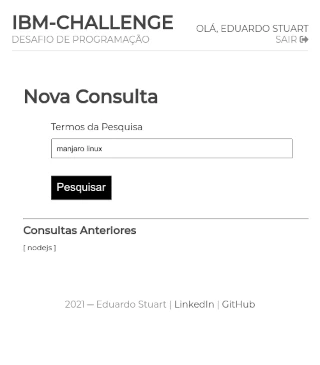 IBM-CHALLENGE
DESAFIO DE PROGRAMAÇÃO
OLÁ, EDUARDO STUART
SAIR
Nova Consulta
Termos da Pesquisa
manjaro linux
Pesquisar
Consultas Anteriores
[ nodejs ]
2021 — Eduardo Stuart | LinkedIn | GitHub